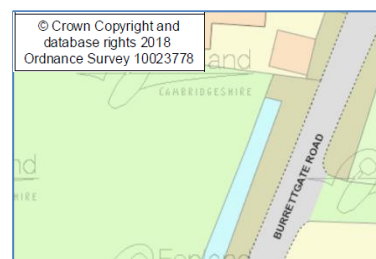 © Crown Copyright and
database rights 2018
Ordnance Survey 10023778
CAMBRIDGESHIRE
BURRETTGATE ROAD